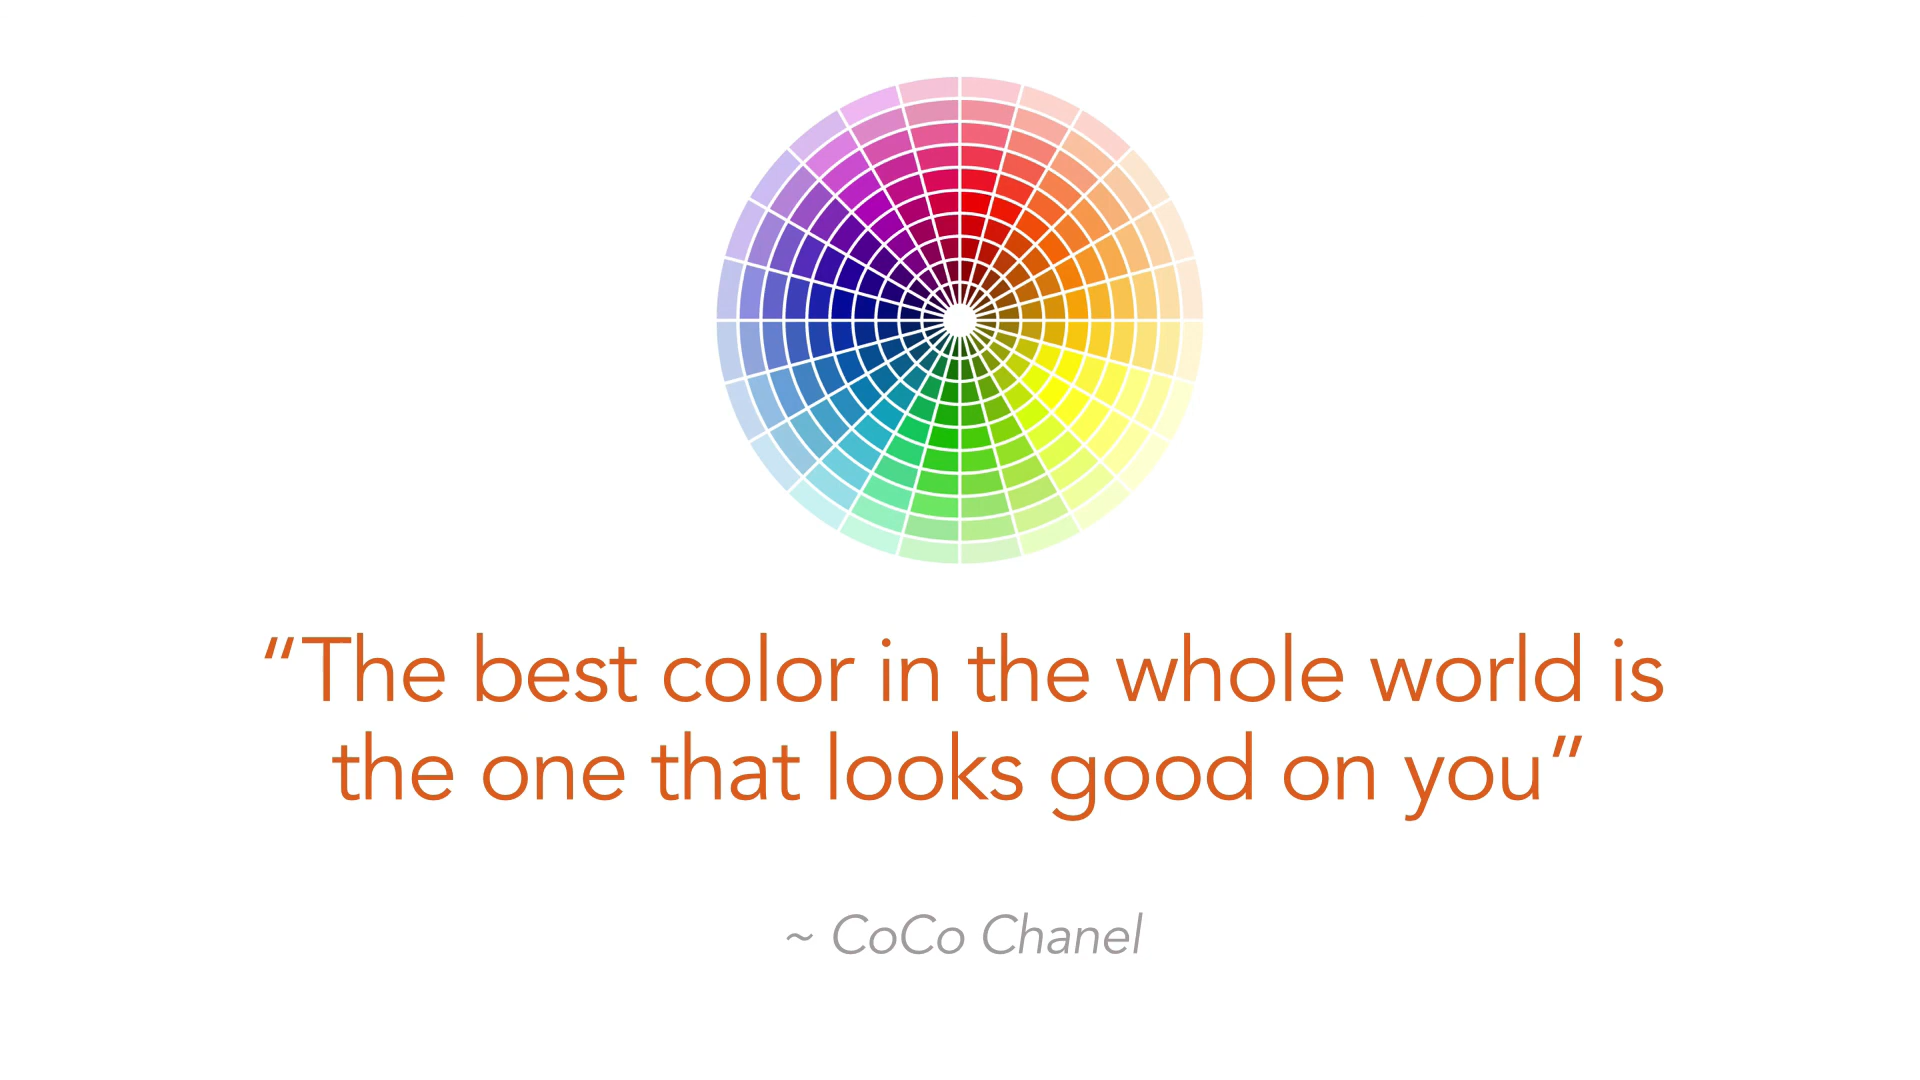 “The best color in the whole world is
the one that looks good on you”
~ CoCo Chanel